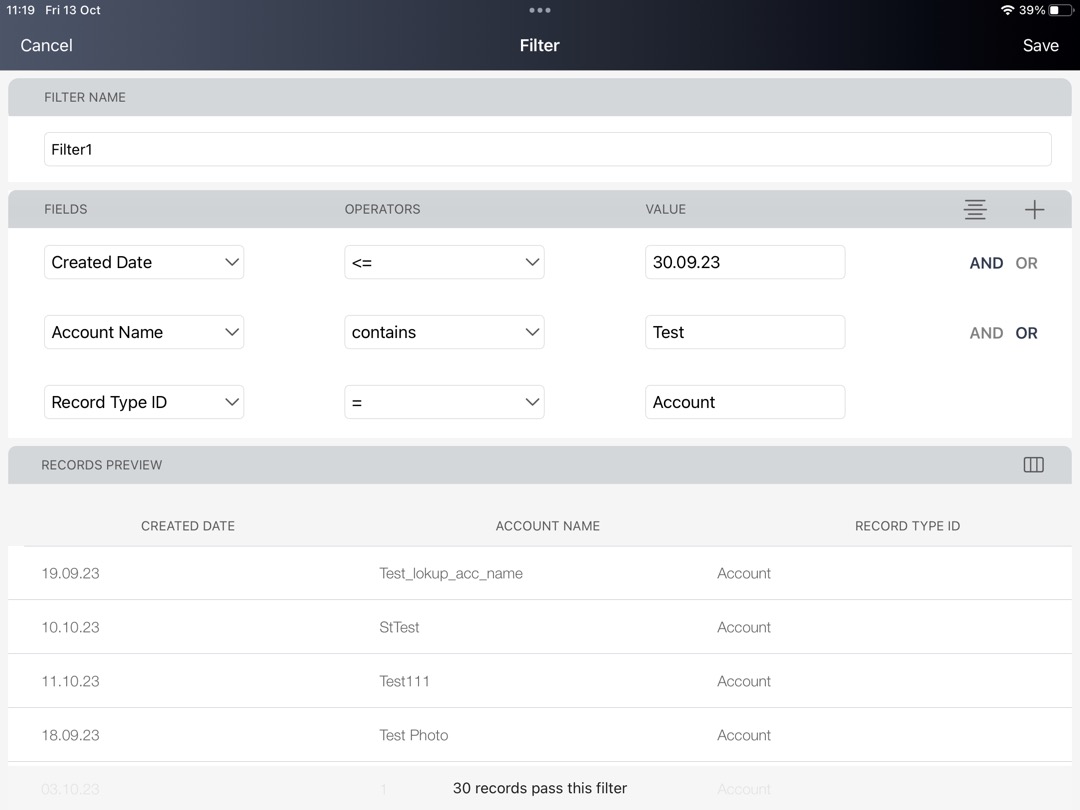 11:19 Fri 13 Oct 39%
Cancel Filter Save
FILTER NAME
Filter1
FIELDS OPERATORS VALUE
Created Date <= 30.09.23 AND OR
Account Name contains Test AND OR
Record Type ID = Account
RECORDS PREVIEW
CREATED DATE ACCOUNT NAME RECORD TYPE ID
19.09.23 Test_lokup_acc_name Account
10.10.23 StTest Account
11.10.23 Test111 Account
18.09.23 Test Photo Account
03.10.23 1 Account
30 records pass this filter